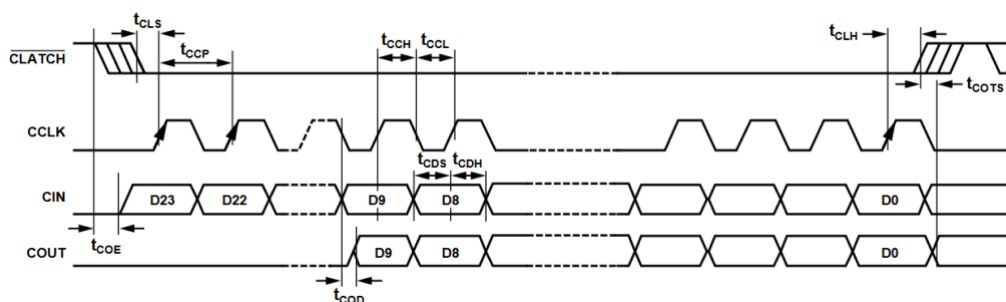 tCLS
tCCP
tCCH
tCCL
tCLH
CLATCH
tCOTS
CCLK
tCDS
tCDH
CIN
D23
D22
D9
D8
D0
tCOE
COUT
D9
D8
D0
tCOD